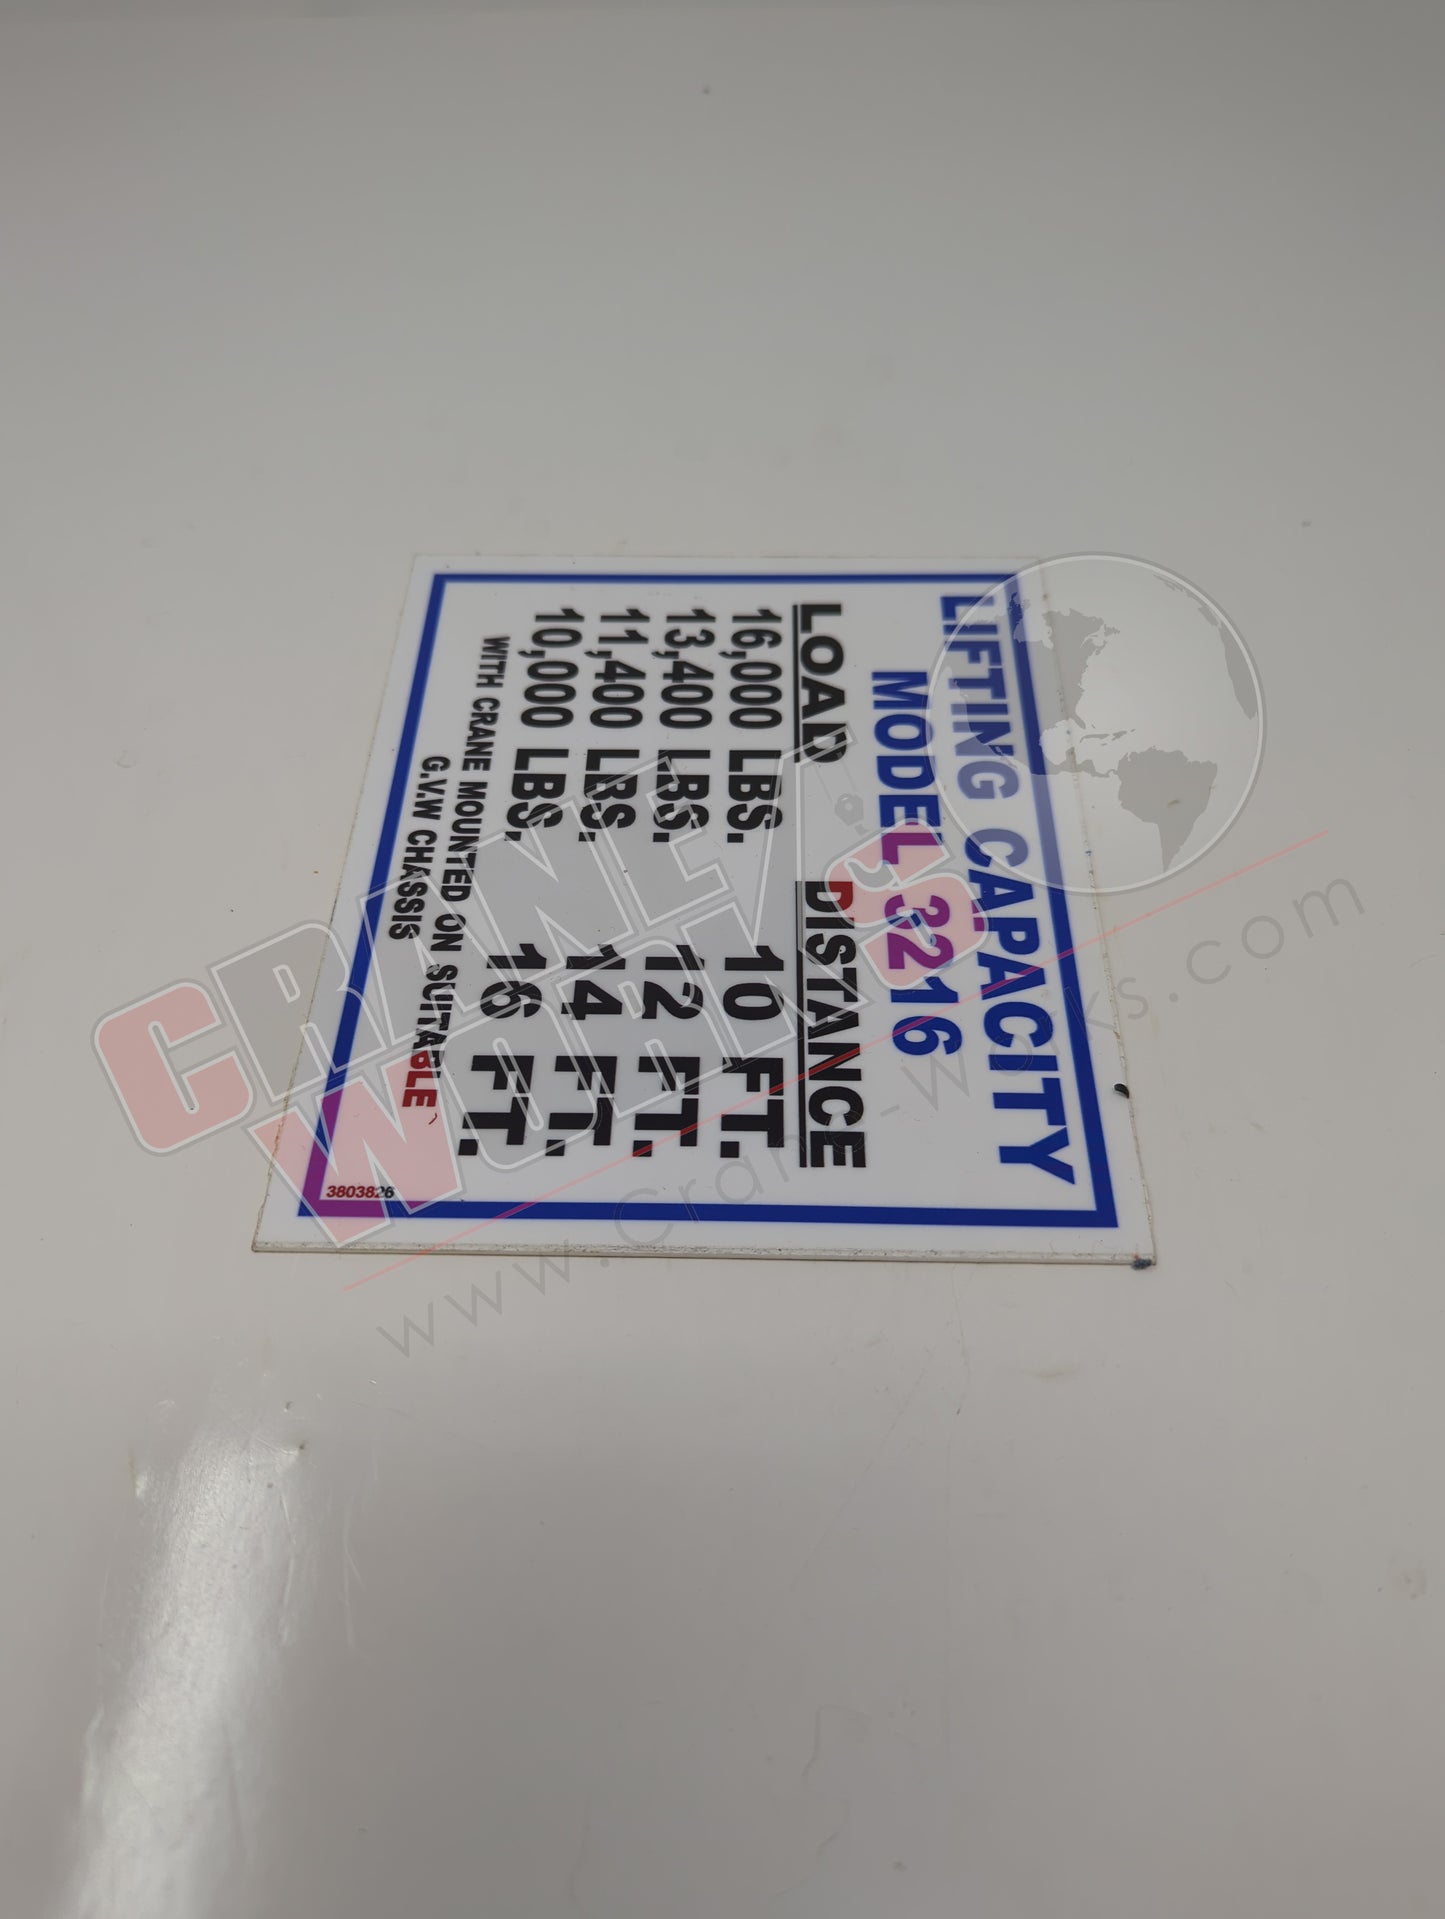 LIFTING CAPACITY
MODEL 3216
LOAD DISTANCE
16,000 LBS. 10 FT.
13,400 LBS. 12 FT.
11,400 LBS. 14 FT.
10,000 LBS. 16 FT.
WITH CRANE MOUNTED ON SUITABLE
G.V.W CHASSIS
3803826
CRANE
WORKS
www.crane-works.com